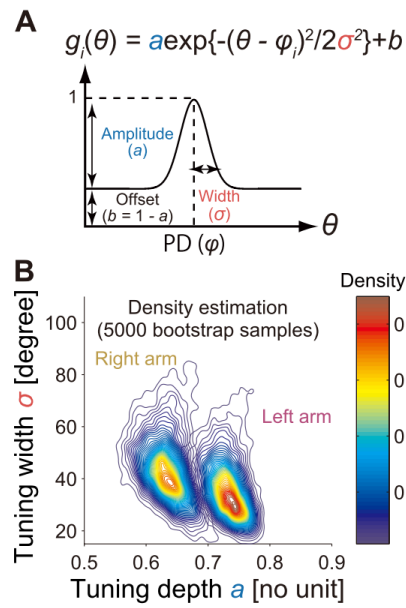 A
gᵢ(θ) = aexp{-(θ - φᵢ)²/2σ²}+b
1
Amplitude
(a)
Offset
(b = 1 - a)
Width
(σ)
θ
PD (φ)
B
Density
Density estimation
(5000 bootstrap samples)
Right arm
Left arm
Tuning width σ [degree]
100
80
60
40
20
0
0
0
0
0.5 0.6 0.7 0.8 0.9
Tuning depth a [no unit]